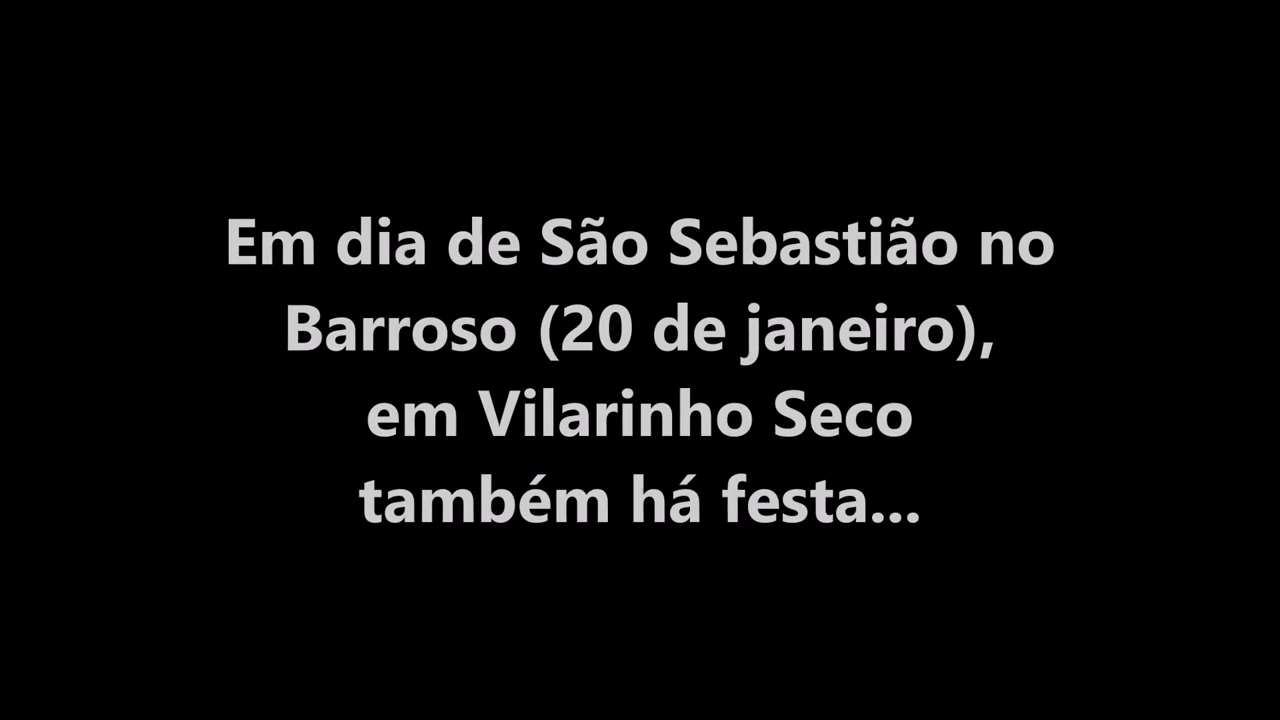 Em dia de São Sebastião no
Barroso (20 de janeiro),
em Vilarinho Seco
também há festa...